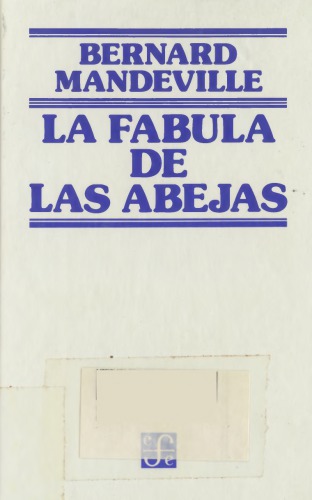 BERNARD
MANDEVILLE
LA FABULA
DE
LAS ABEJAS